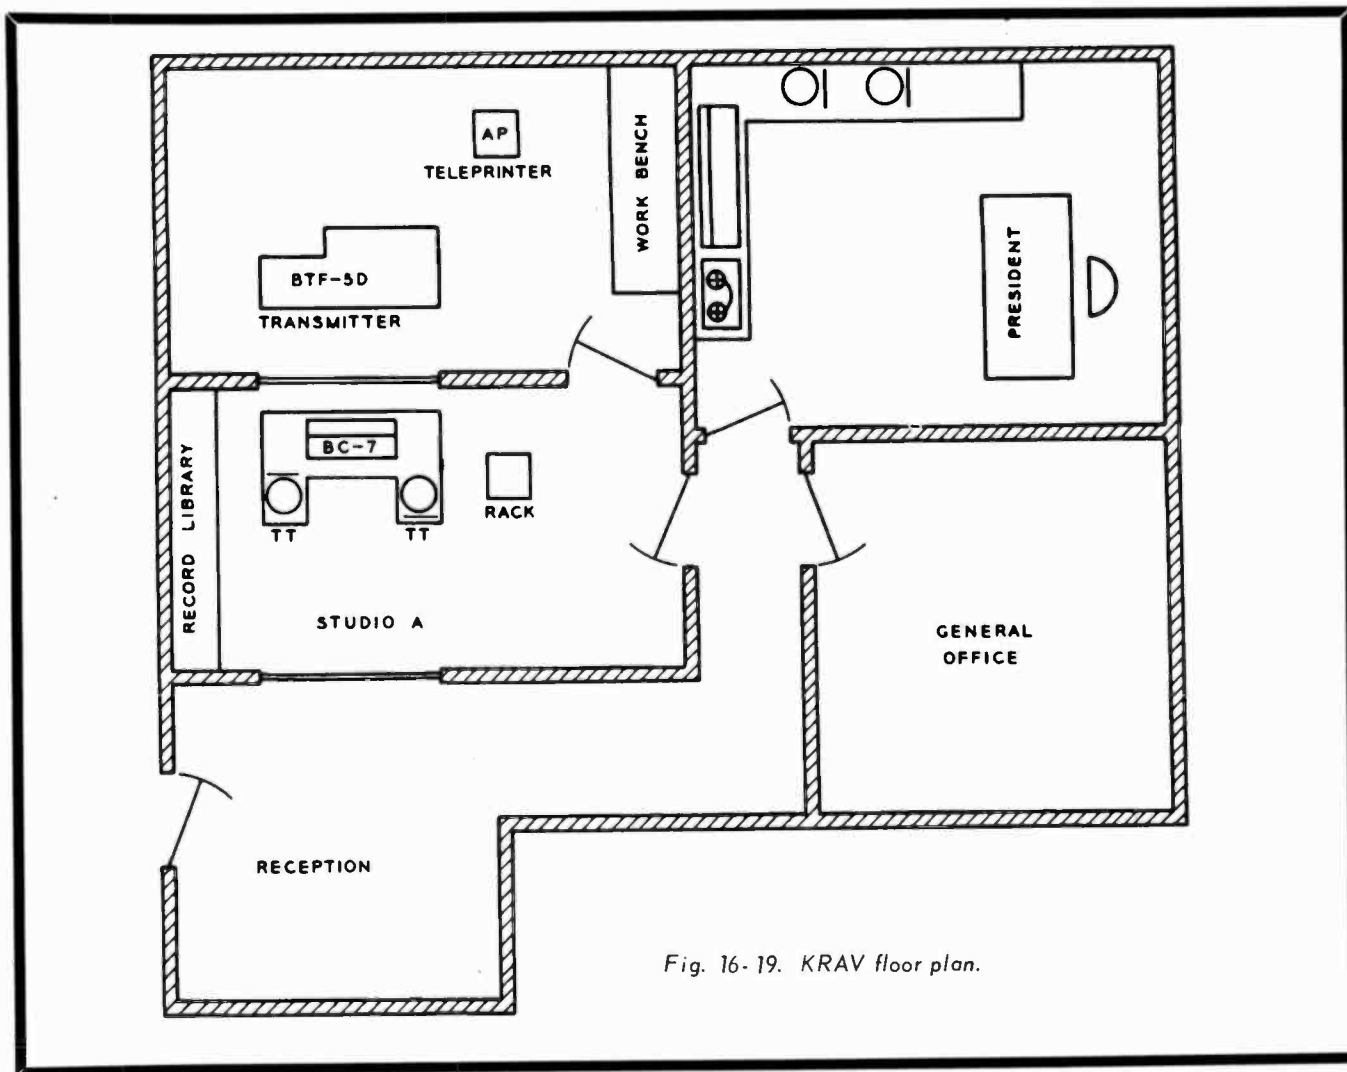 AP
TELEPRINTER
WORK BENCH
BTF-5D
TRANSMITTER
PRESIDENT
RECORD LIBRARY
BC-7
TT
TT
RACK
STUDIO A
GENERAL
OFFICE
RECEPTION
Fig. 16-19. KRAV floor plan.